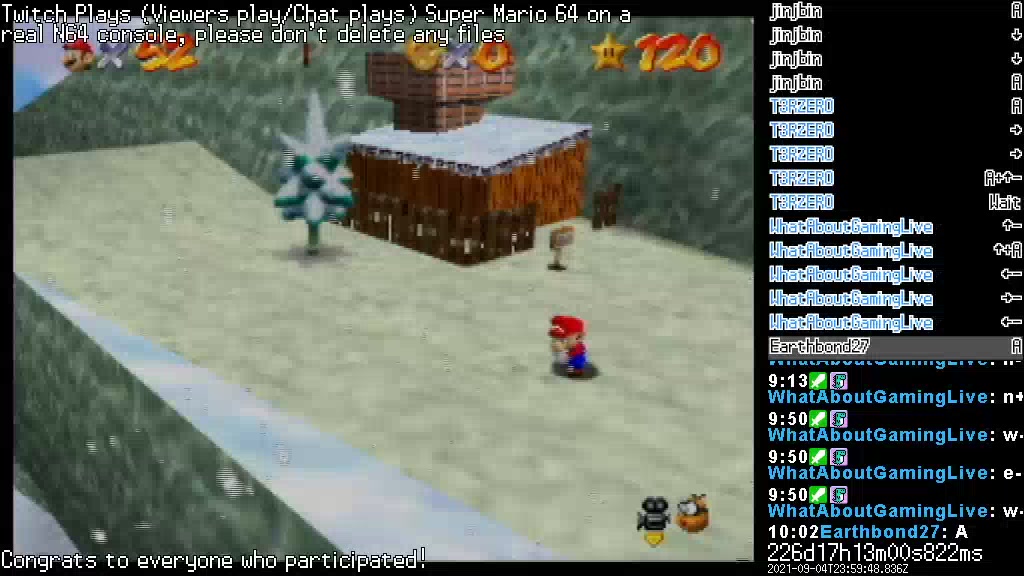 Twitch Plays (Viewers play/Chat plays) Super Mario 64 on a
real N64 console, please don't delete any files
52
0
120
Congrats to everyone who participated!
jinjbin A
jinjbin ↓
jinjbin ↓
jinjbin A
T3RZERO A
T3RZERO →
T3RZERO →
T3RZERO A+↑-
T3RZERO Wait
WhatAboutGamingLive ↑-
WhatAboutGamingLive ↑+A
WhatAboutGamingLive ←-
WhatAboutGamingLive →-
WhatAboutGamingLive ←-
Earthbond27 A
9:13
WhatAboutGamingLive: n+
9:50
WhatAboutGamingLive: w-
9:50
WhatAboutGamingLive: e-
9:50
WhatAboutGamingLive: w-
10:02 Earthbond27: A
226d17h13m00s822ms
2021-09-04T23:59:48.836Z